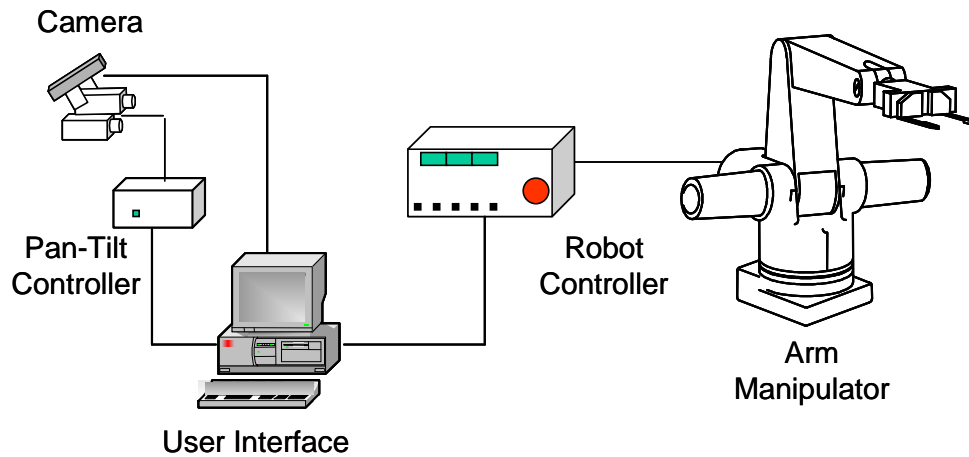 Camera
Pan-Tilt
Controller
User Interface
Robot
Controller
Arm
Manipulator